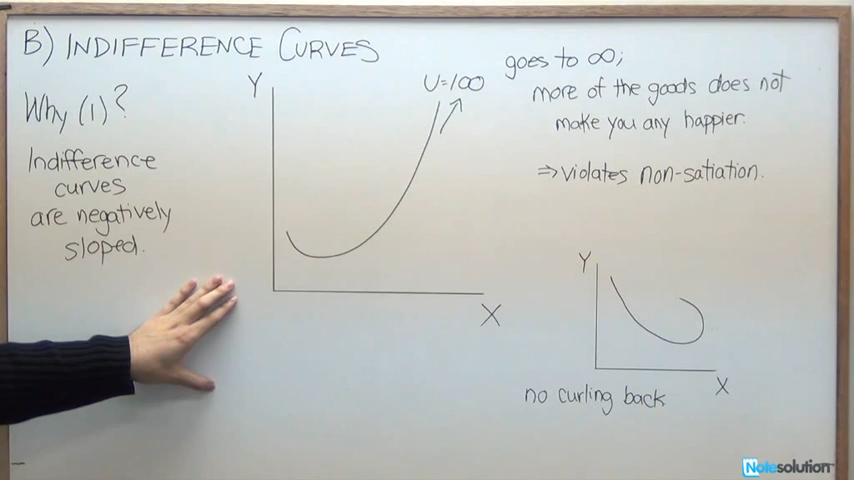 B) INDIFFERENCE CURVES
Why (1)?
Indifference
curves
are negatively
sloped.
Y
U=100
X
goes to ∞;
more of the goods does not
make you any happier.
⇒ violates non-satiation.
Y
X
no curling back
Notesolution